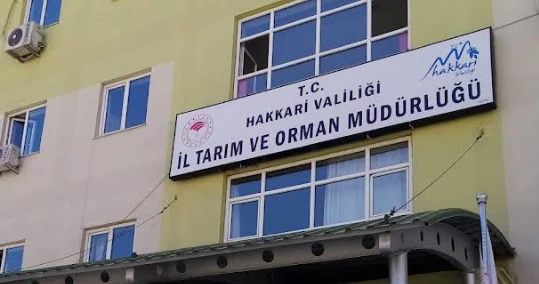 T.C.
HAKKARİ VALİLİĞİ
İL TARIM VE ORMAN MÜDÜRLÜĞÜ
hakkari